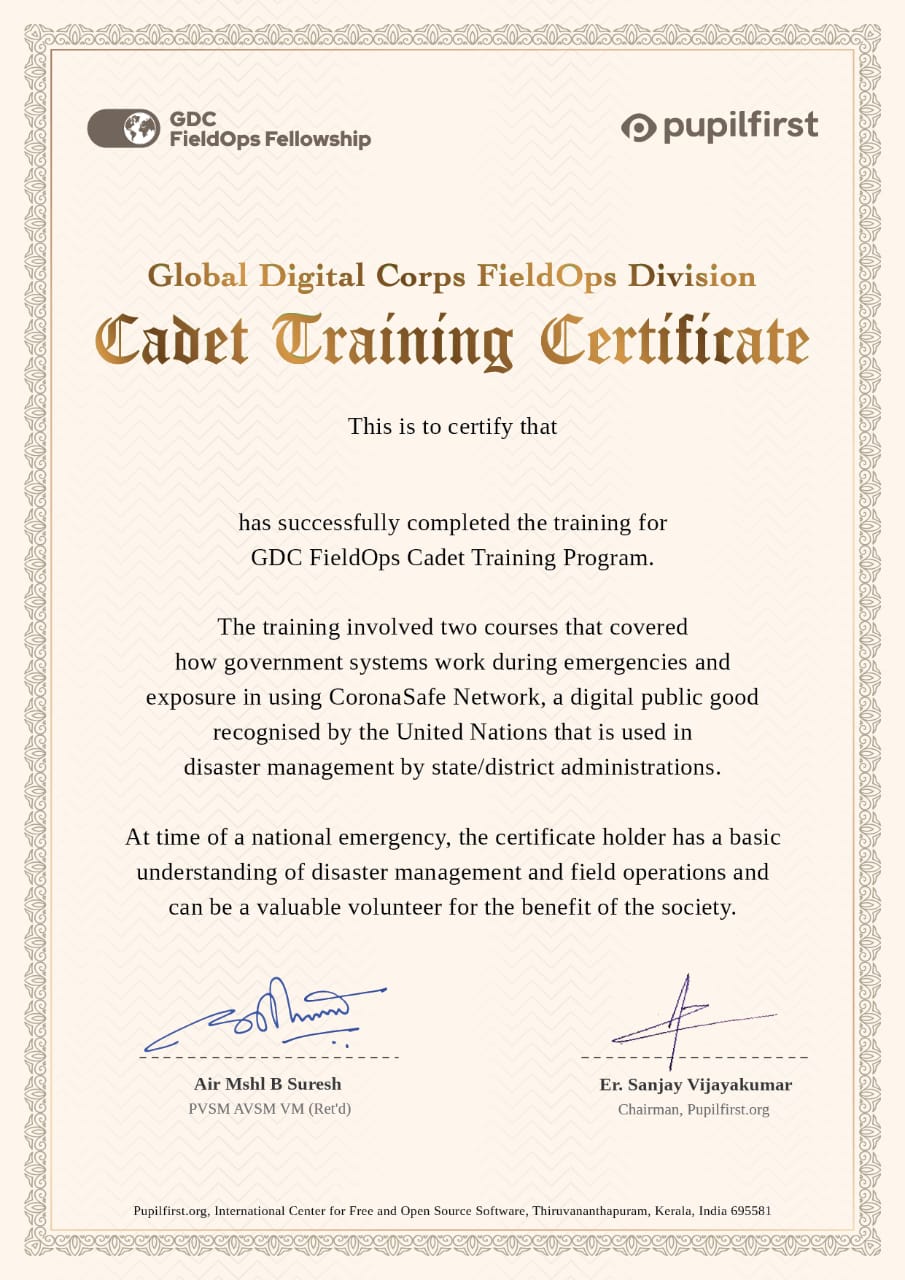 GDC
FieldOps Fellowship
pupilfirst
Global Digital Corps FieldOps Division
Cadet Training Certificate
This is to certify that
has successfully completed the training for
GDC FieldOps Cadet Training Program.
The training involved two courses that covered
how government systems work during emergencies and
exposure in using CoronaSafe Network, a digital public good
recognised by the United Nations that is used in
disaster management by state/district administrations.
At time of a national emergency, the certificate holder has a basic
understanding of disaster management and field operations and
can be a valuable volunteer for the benefit of the society.
Air Mshl B Suresh
PVSM AVSM VM (Ret'd)
Er. Sanjay Vijayakumar
Chairman, Pupilfirst.org
Pupilfirst.org, International Center for Free and Open Source Software, Thiruvananthapuram, Kerala, India 695581